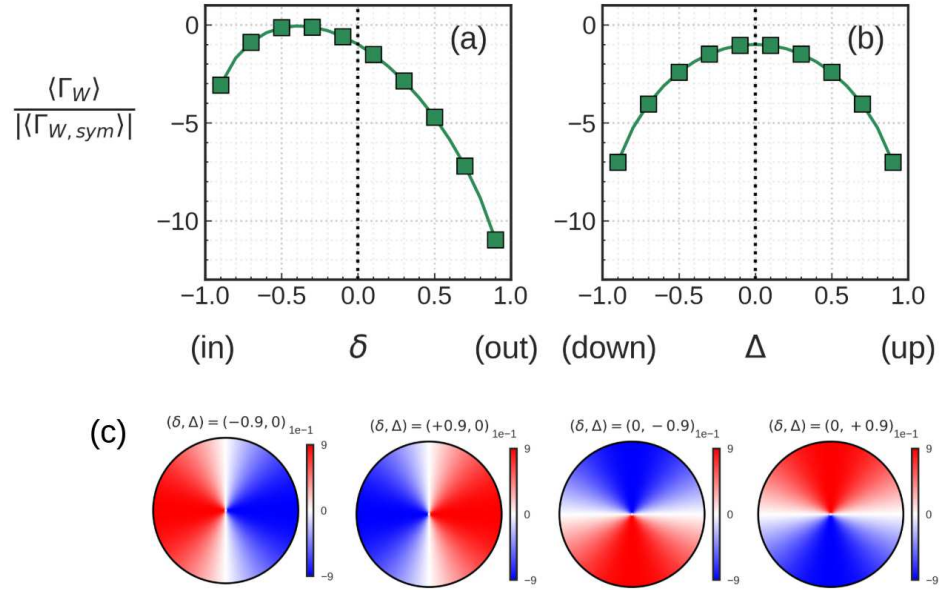 0
−5
−10
⟨Γ_W⟩
|⟨Γ_{W, sym}⟩|
(a)
−1.0 −0.5 0.0 0.5 1.0
(in) δ (out)
0
−5
−10
(b)
−1.0 −0.5 0.0 0.5 1.0
(down) Δ (up)
(c)
(δ, Δ) = (−0.9, 0)
1e−1
9
0
−9
(δ, Δ) = (+0.9, 0)
1e−1
9
0
−9
(δ, Δ) = (0, −0.9)
1e−1
9
0
−9
(δ, Δ) = (0, +0.9)
1e−1
9
0
−9